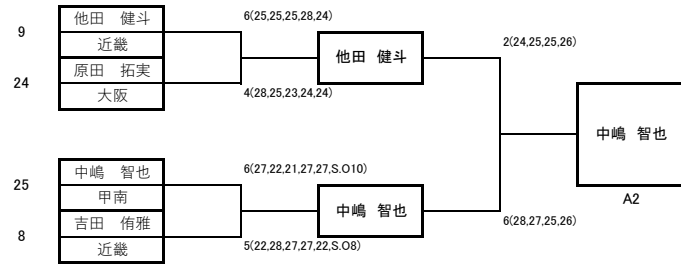 9
他田　健斗
近畿
6(25,25,25,28,24)
24
原田　拓実
大阪
4(28,25,23,24,24)
他田　健斗
2(24,25,25,26)
中嶋　智也
A2
25
中嶋　智也
甲南
6(27,22,21,27,27,S.O10)
8
吉田　侑雅
近畿
5(22,28,27,27,22,S.O8)
中嶋　智也
6(28,27,25,26)